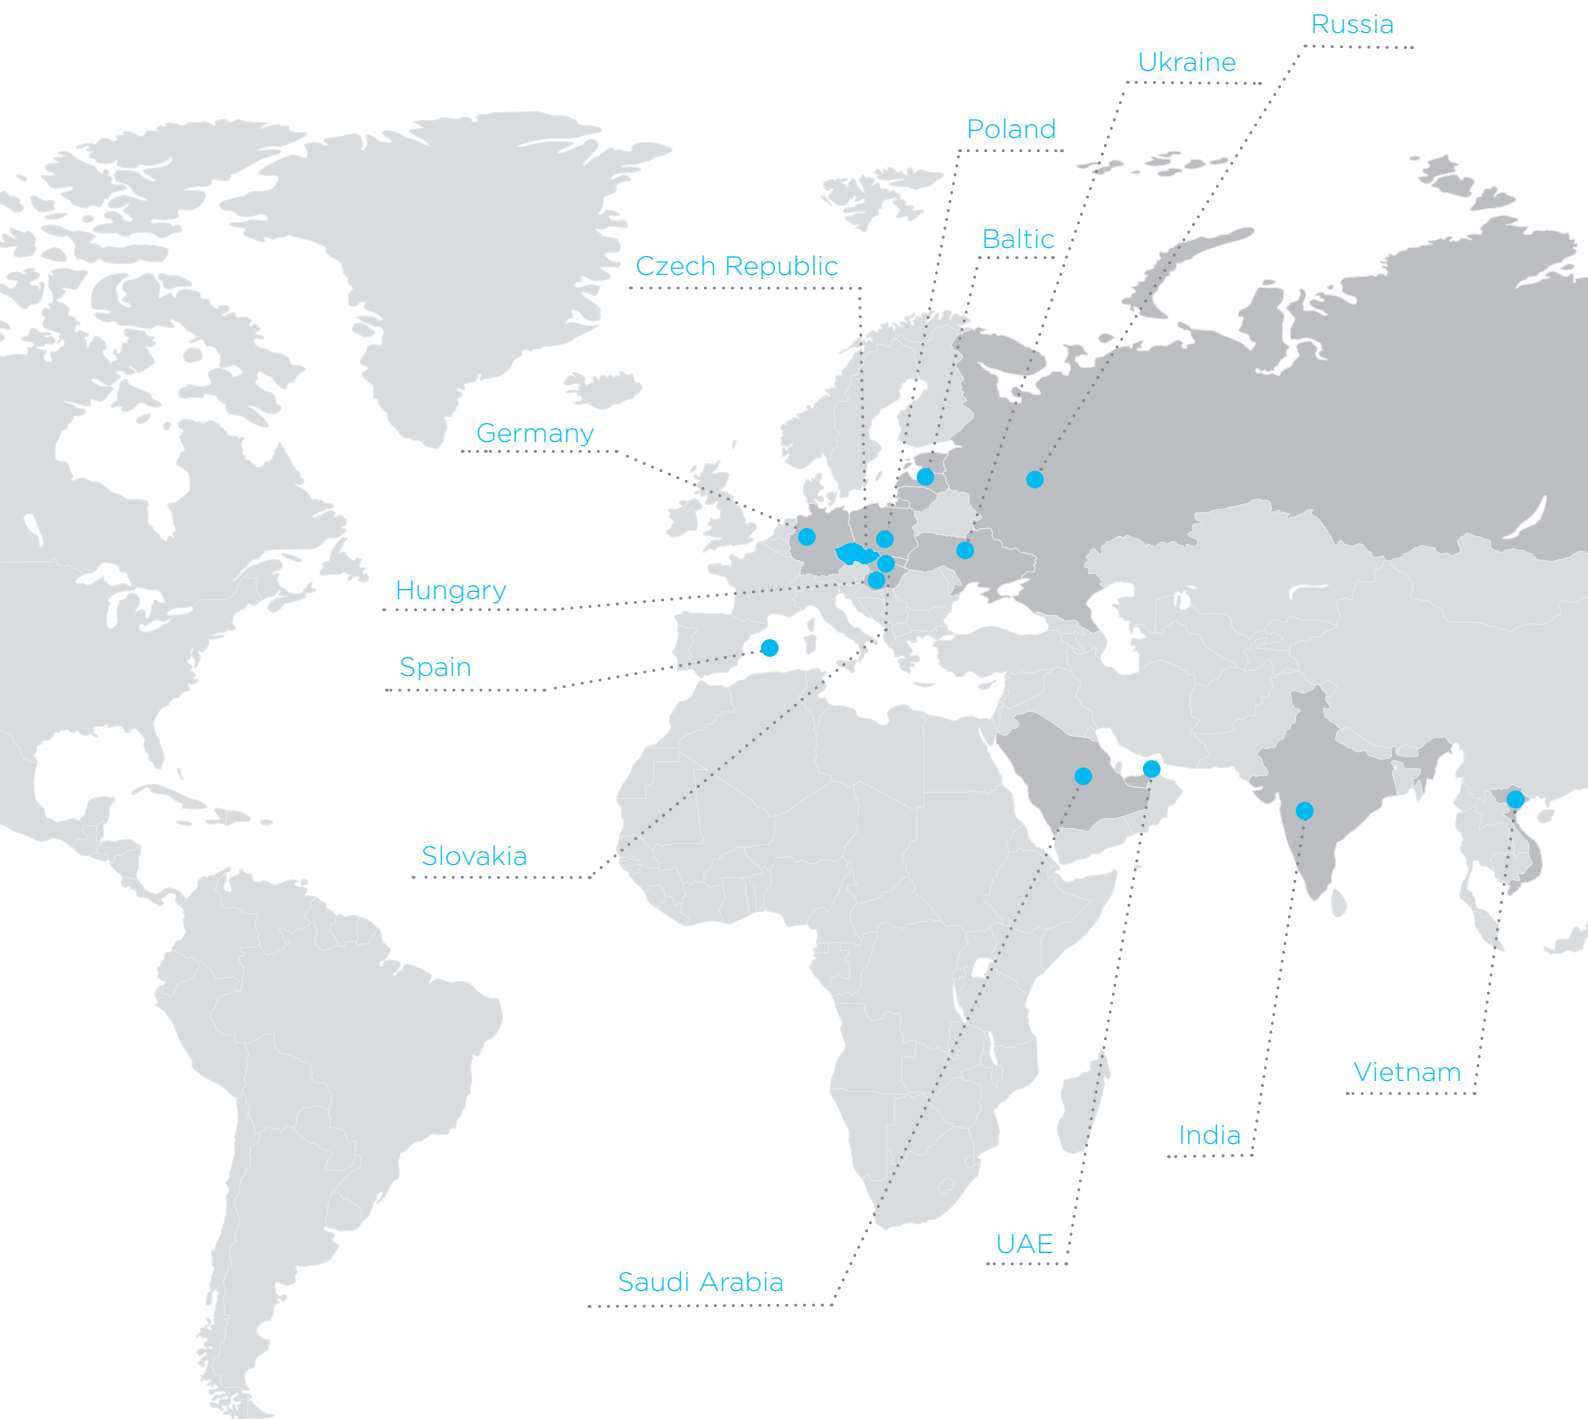 Russia
Ukraine
Poland
Baltic
Czech Republic
Germany
Hungary
Spain
Slovakia
Vietnam
India
UAE
Saudi Arabia